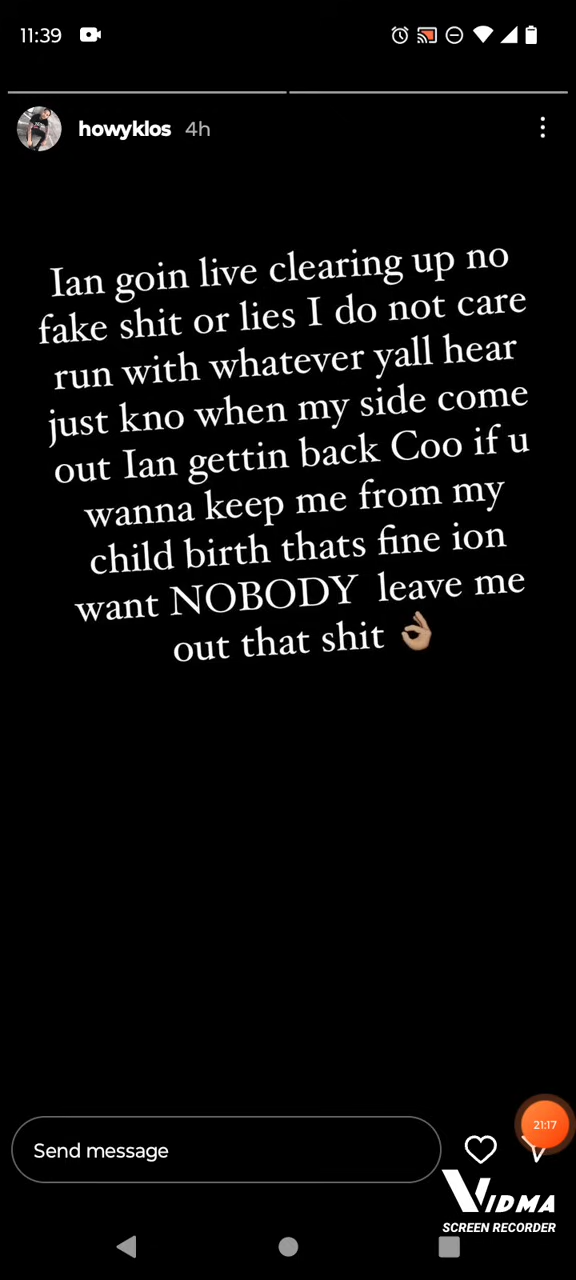 11:39
howyklos 4h
Ian goin live clearing up no
fake shit or lies I do not care
run with whatever yall hear
just kno when my side come
out Ian gettin back Coo if u
wanna keep me from my
child birth thats fine ion
want NOBODY leave me
out that shit 👌🏼
21:17
Send message
VIDMA
SCREEN RECORDER